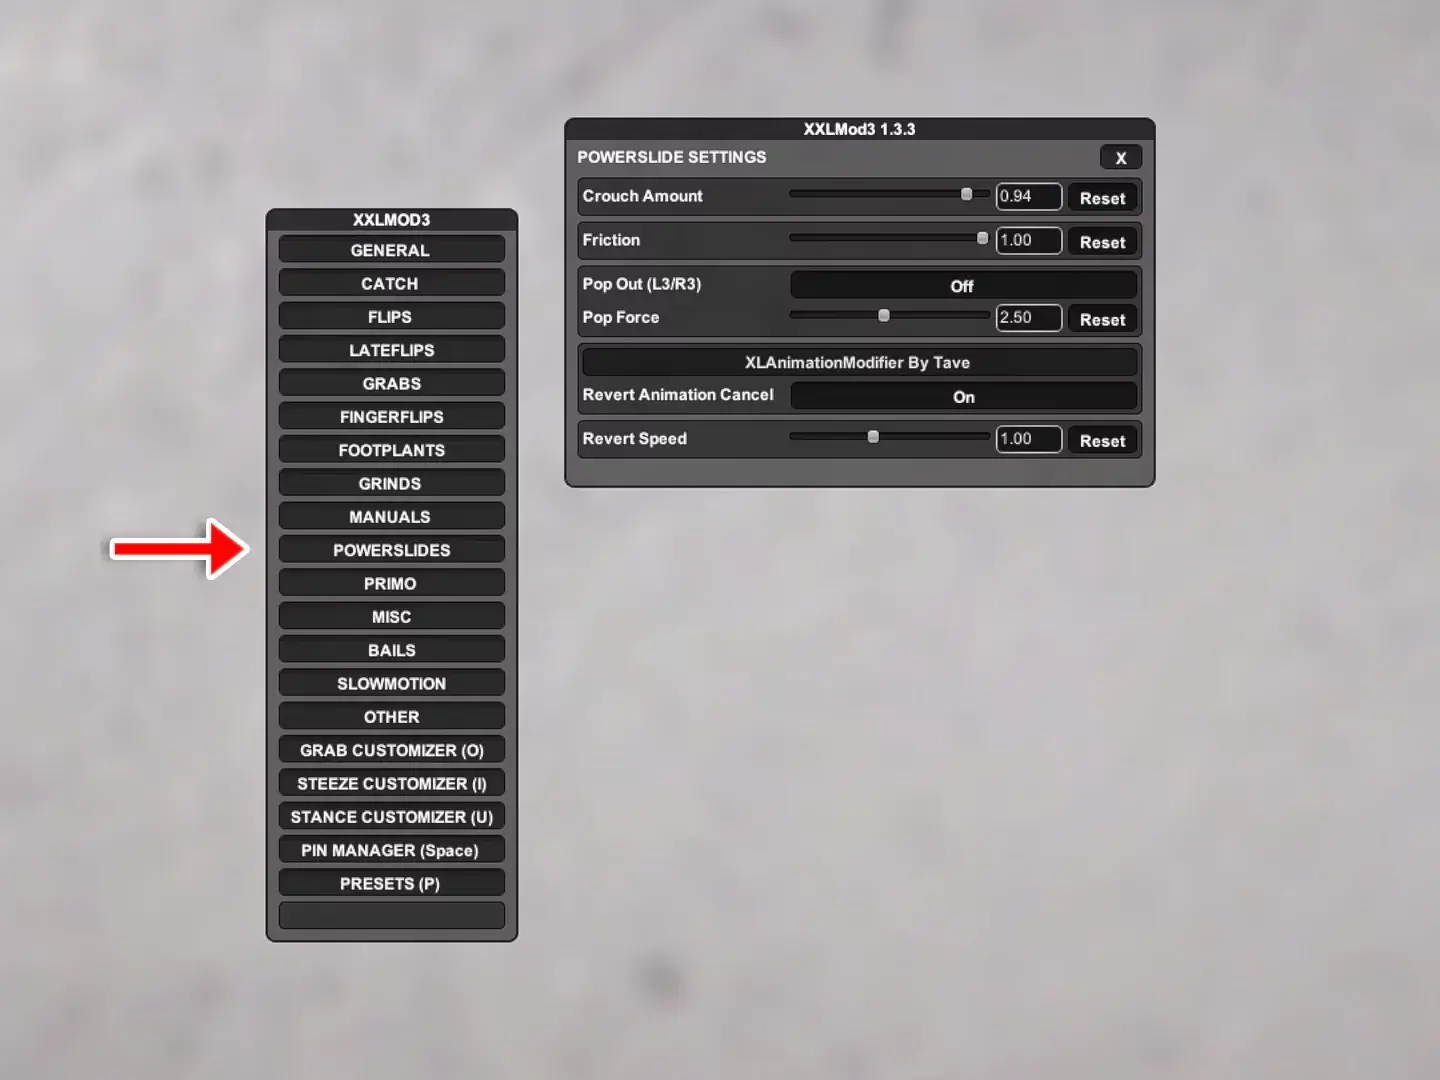 XXLMOD3
GENERAL
CATCH
FLIPS
LATEFLIPS
GRABS
FINGERFLIPS
FOOTPLANTS
GRINDS
MANUALS
POWERSLIDES
PRIMO
MISC
BAILS
SLOWMOTION
OTHER
GRAB CUSTOMIZER (O)
STEEZE CUSTOMIZER (I)
STANCE CUSTOMIZER (U)
PIN MANAGER (Space)
PRESETS (P)
XXLMod3 1.3.3
POWERSLIDE SETTINGS X
Crouch Amount 0.94 Reset
Friction 1.00 Reset
Pop Out (L3/R3) Off
Pop Force 2.50 Reset
XLAnimationModifier By Tave
Revert Animation Cancel On
Revert Speed 1.00 Reset